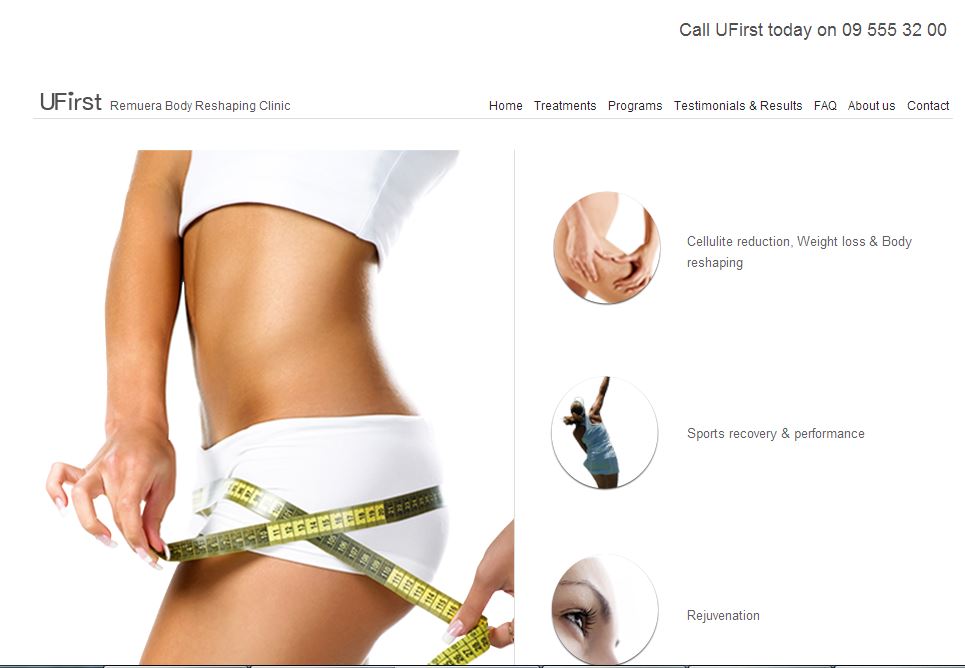 Call UFirst today on 09 555 32 00
UFirst Remuera Body Reshaping Clinic
Home Treatments Programs Testimonials & Results FAQ About us Contact
Cellulite reduction, Weight loss & Body
reshaping
Sports recovery & performance
Rejuvenation